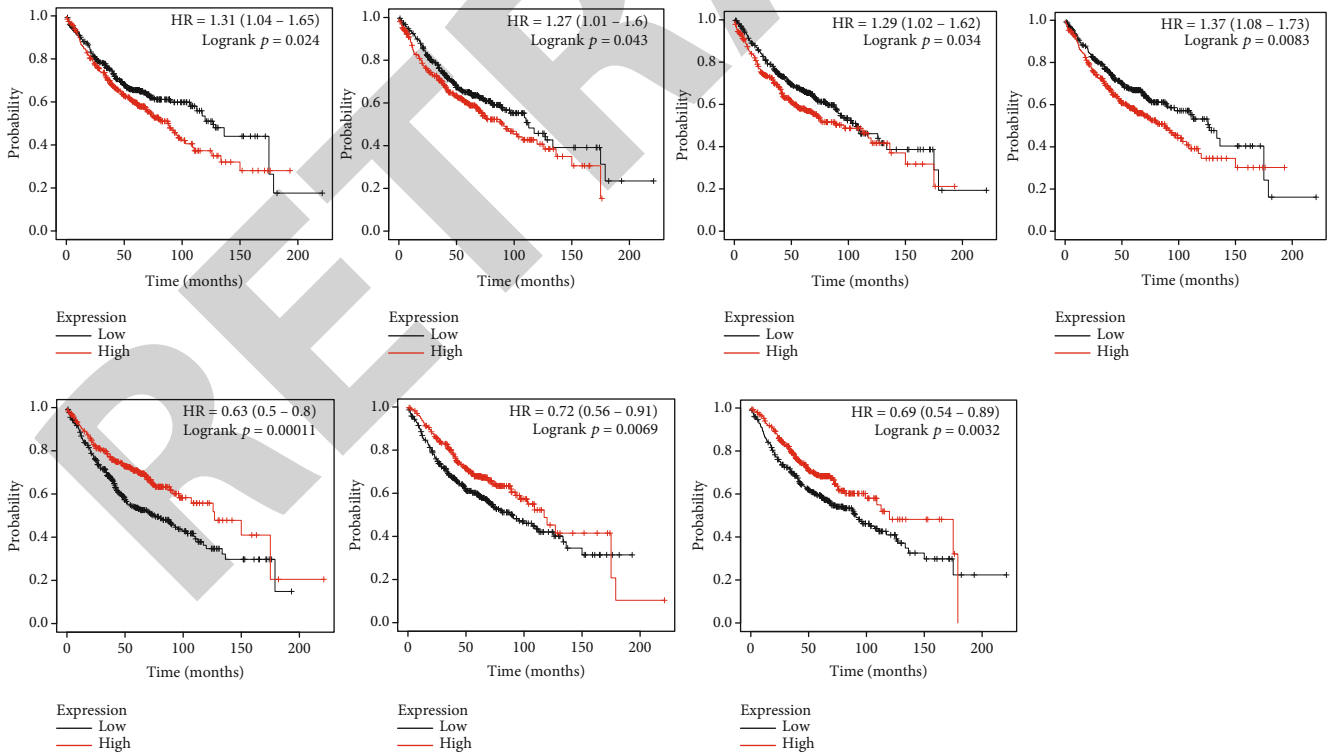 RETRA
HR = 1.31 (1.04 – 1.65)
Logrank p = 0.024
Probability
1.0
0.8
0.6
0.4
0.2
0.0
0 50 100 150 200
Time (months)
Expression
Low
High
HR = 1.27 (1.01 – 1.6)
Logrank p = 0.043
Probability
1.0
0.8
0.6
0.4
0.2
0.0
0 50 100 150 200
Time (months)
Expression
Low
High
HR = 1.29 (1.02 – 1.62)
Logrank p = 0.034
Probability
1.0
0.8
0.6
0.4
0.2
0.0
0 50 100 150 200
Time (months)
Expression
Low
High
HR = 1.37 (1.08 – 1.73)
Logrank p = 0.0083
Probability
1.0
0.8
0.6
0.4
0.2
0.0
0 50 100 150 200
Time (months)
Expression
Low
High
HR = 0.63 (0.5 – 0.8)
Logrank p = 0.00011
Probability
1.0
0.8
0.6
0.4
0.2
0.0
0 50 100 150 200
Time (months)
Expression
Low
High
HR = 0.72 (0.56 – 0.91)
Logrank p = 0.0069
Probability
1.0
0.8
0.6
0.4
0.2
0.0
0 50 100 150 200
Time (months)
Expression
Low
High
HR = 0.69 (0.54 – 0.89)
Logrank p = 0.0032
Probability
1.0
0.8
0.6
0.4
0.2
0.0
0 50 100 150 200
Time (months)
Expression
Low
High